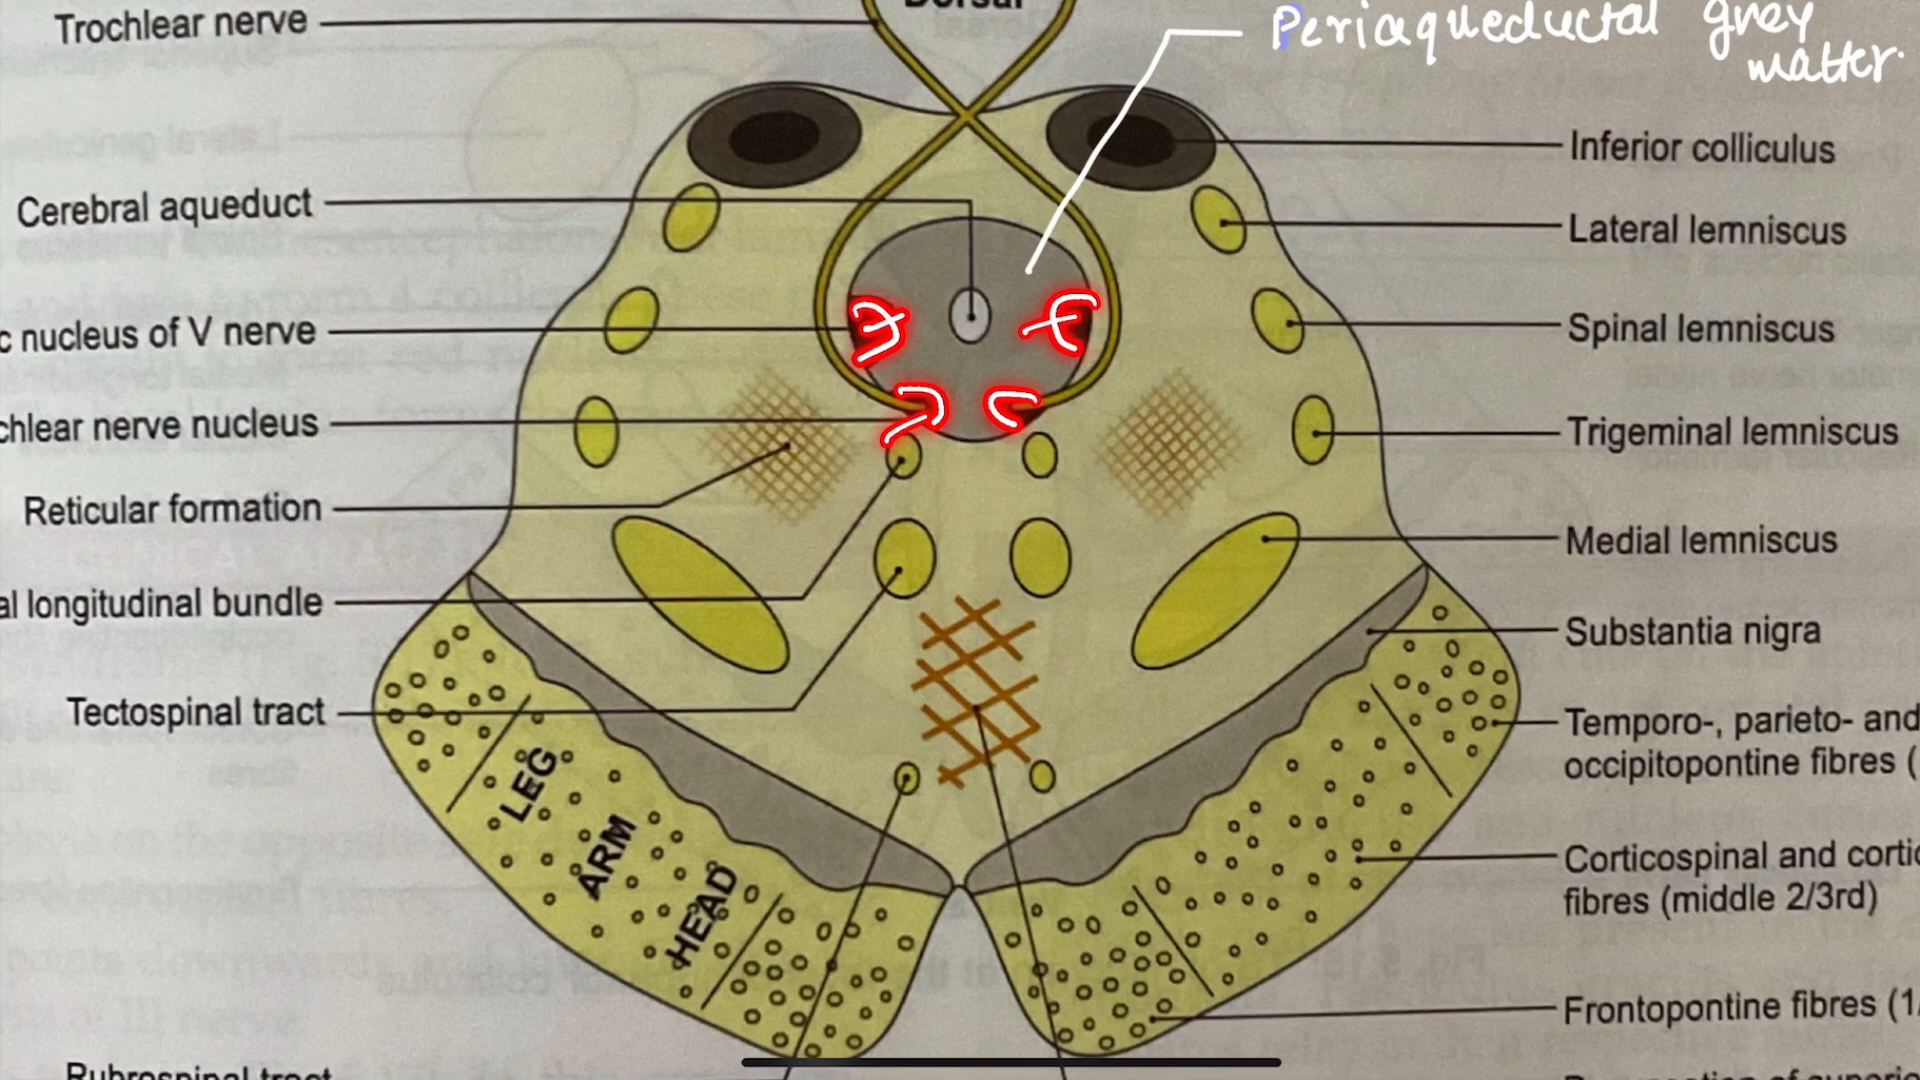 Dorsal
Periaqueductal grey
matter.
Trochlear nerve
Cerebral aqueduct
c nucleus of V nerve
chlear nerve nucleus
Reticular formation
al longitudinal bundle
Tectospinal tract
Rubrospinal tract
Inferior colliculus
Lateral lemniscus
Spinal lemniscus
Trigeminal lemniscus
Medial lemniscus
Substantia nigra
Temporo-, parieto- and
occipitopontine fibres (
Corticospinal and cortic
fibres (middle 2/3rd)
Frontopontine fibres (1/
LEG
ARM
HEAD